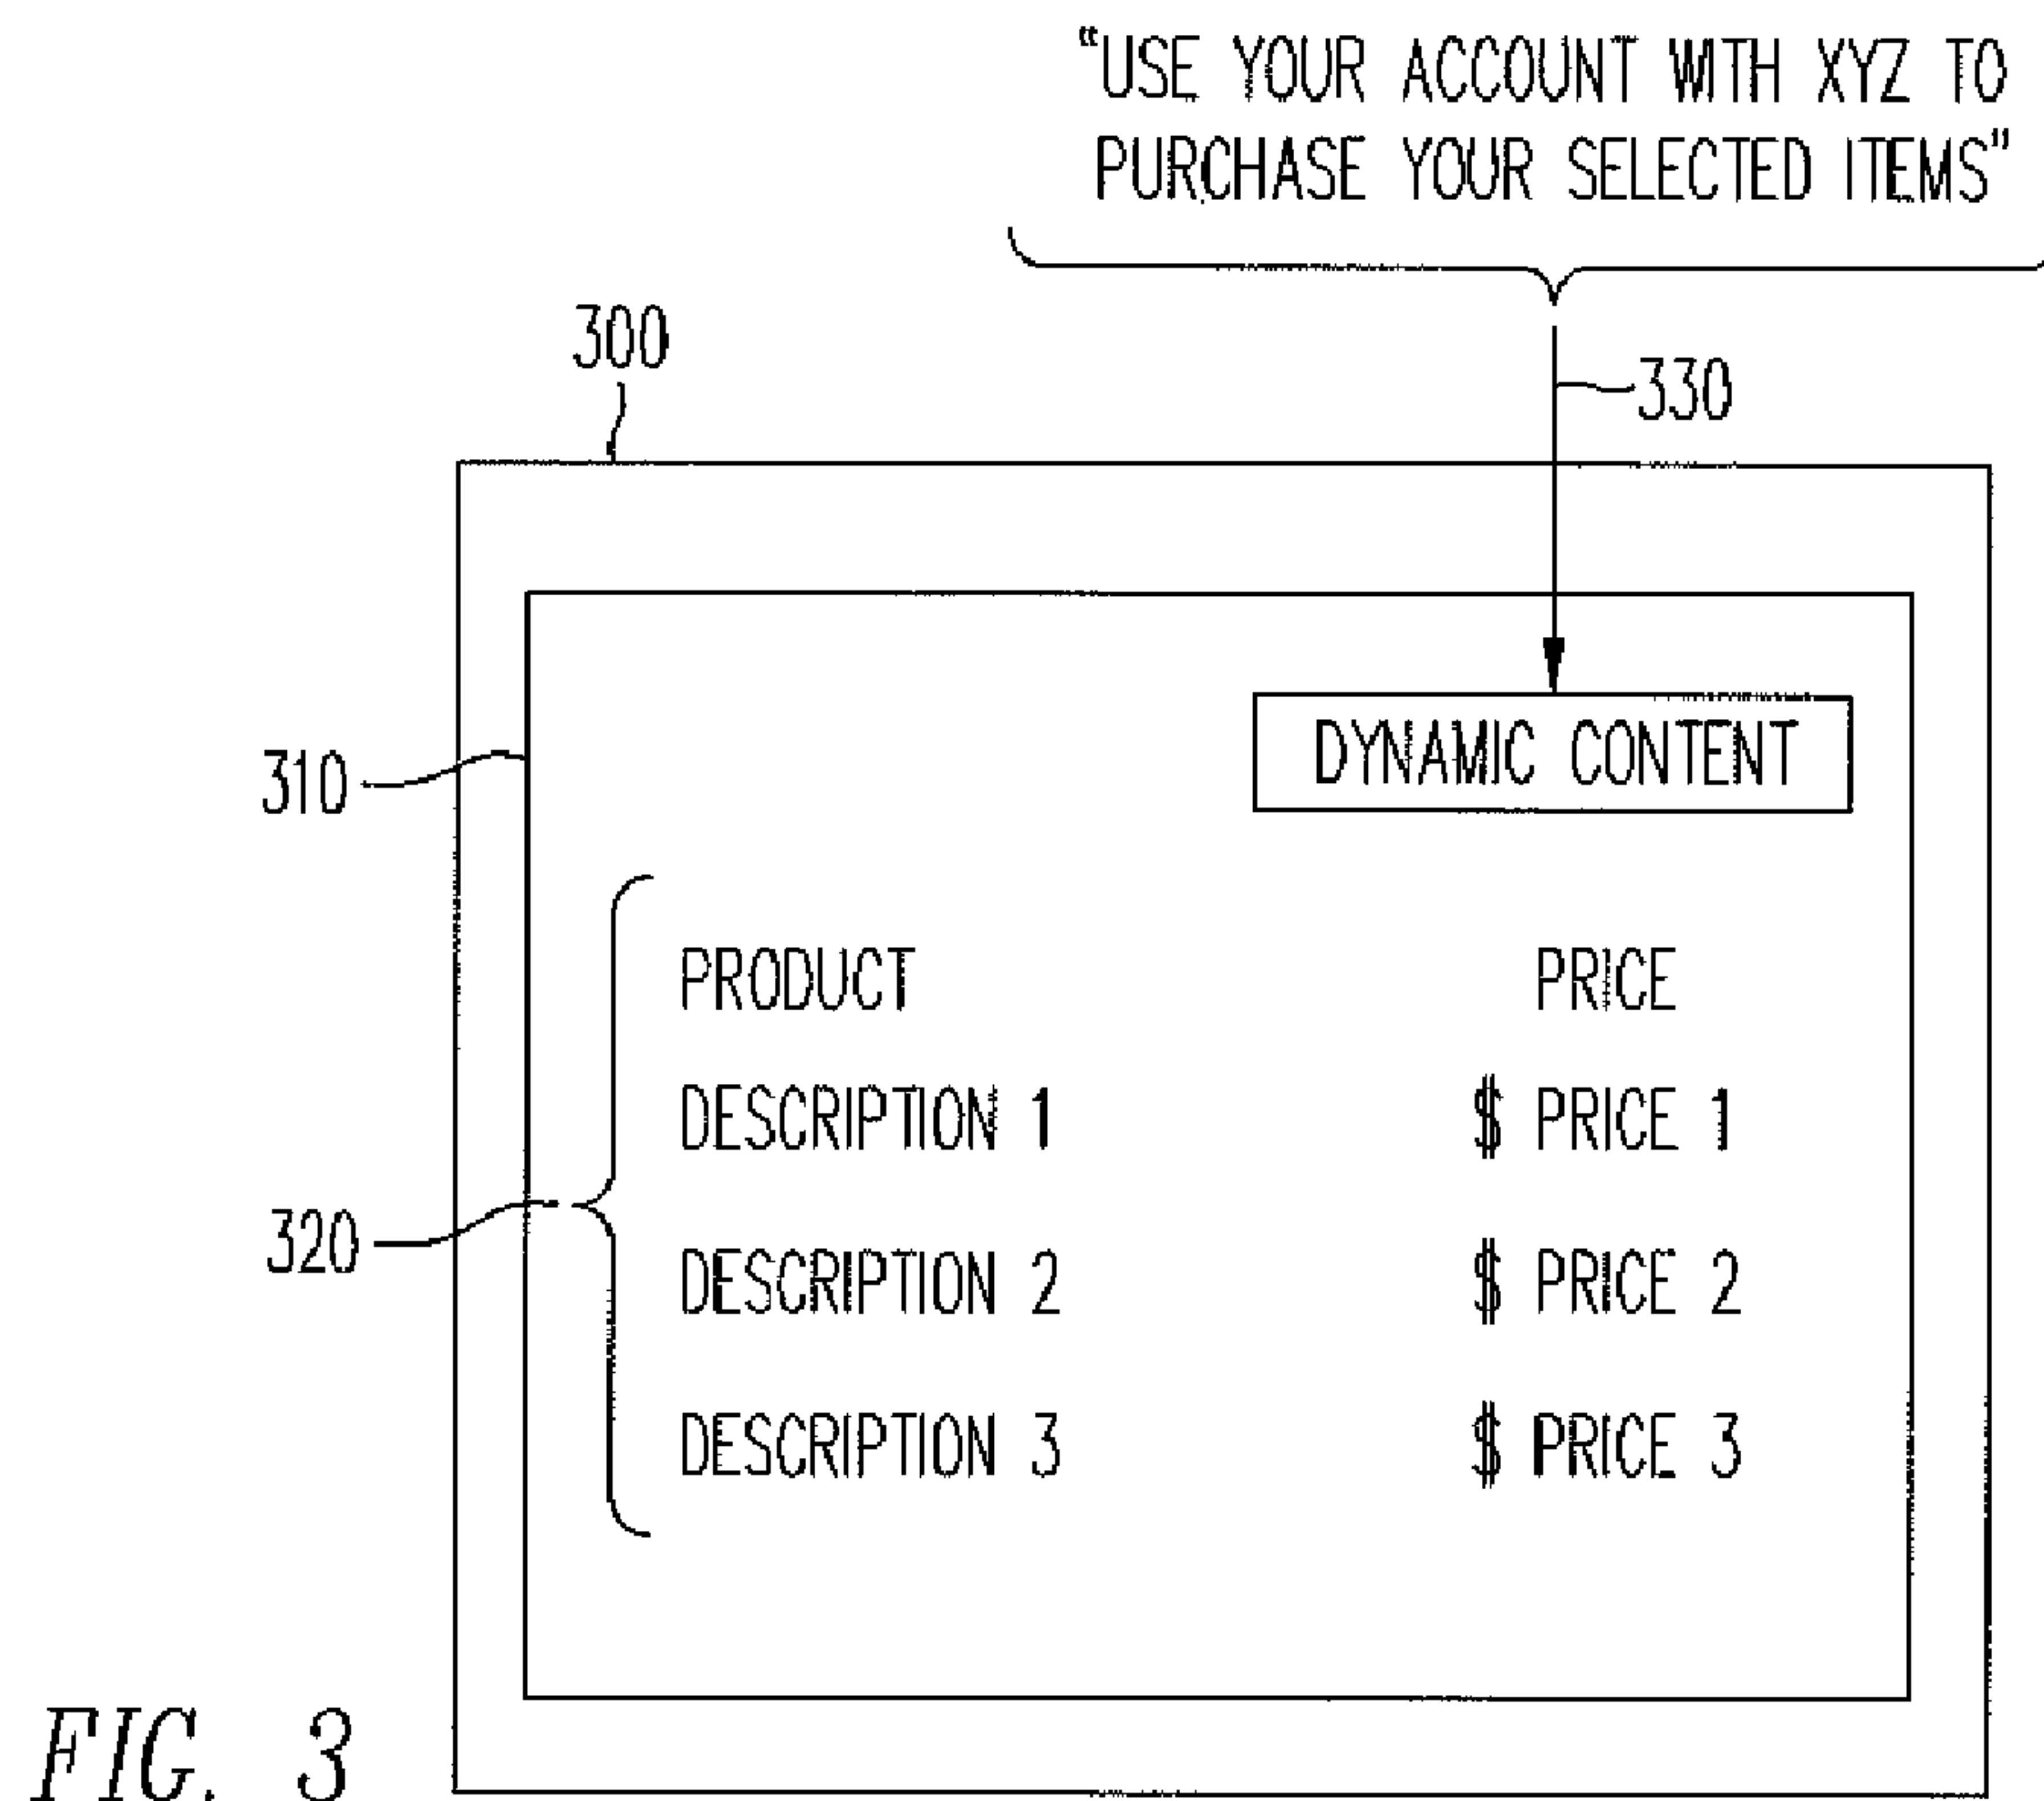 “USE YOUR ACCOUNT WITH XYZ TO
PURCHASE YOUR SELECTED ITEMS”
300
330
310
DYNAMIC CONTENT
PRODUCT PRICE
DESCRIPTION 1 $ PRICE 1
320
DESCRIPTION 2 $ PRICE 2
DESCRIPTION 3 $ PRICE 3
FIG. 3